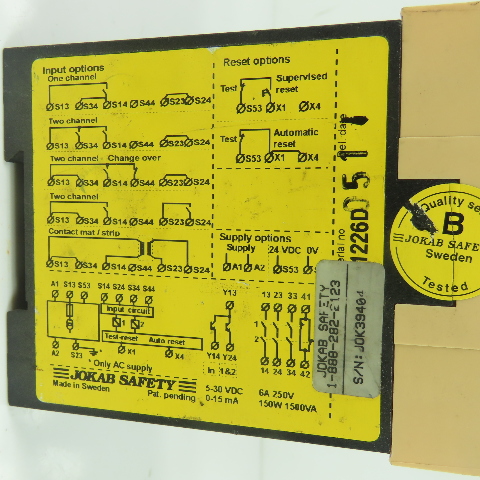 Input options
One channel
S13 S34 S14 S44 S23 S24
Two channel
S13 S34 S14 S44 S23 S24
Two channel - Change over
S13 S34 S14 S44 S23 S24
Two channel
S13 S34 S14 S44 S23 S24
Contact mat / strip
S13 S34 S14 S44 S23 S24
Reset options
Supervised
reset
Test
S53 X1 X4
Automatic
reset
Test
S53 X1 X4
Supply options
Supply 24 VDC 0V
A1 A2 S53
A1 S13 S53 S14 S24 S34 S44
Input circuit
1 2
Test-reset Auto reset
A2 S23 X1 X4
* Only AC supply
Y13
Y14 Y24
In 1&2
13 23 33 41
14 24 34 42
JOKAB SAFETY
Made in Sweden
Pat. pending
5-30 VDC
0-15 mA
6A 250V
150W 1500VA
1226D
5 1
JOKAB SAFETY
1-888-282-2123
S/N: JOK39404
Quality
B
JOKAB SAFE
Sweden
Tested